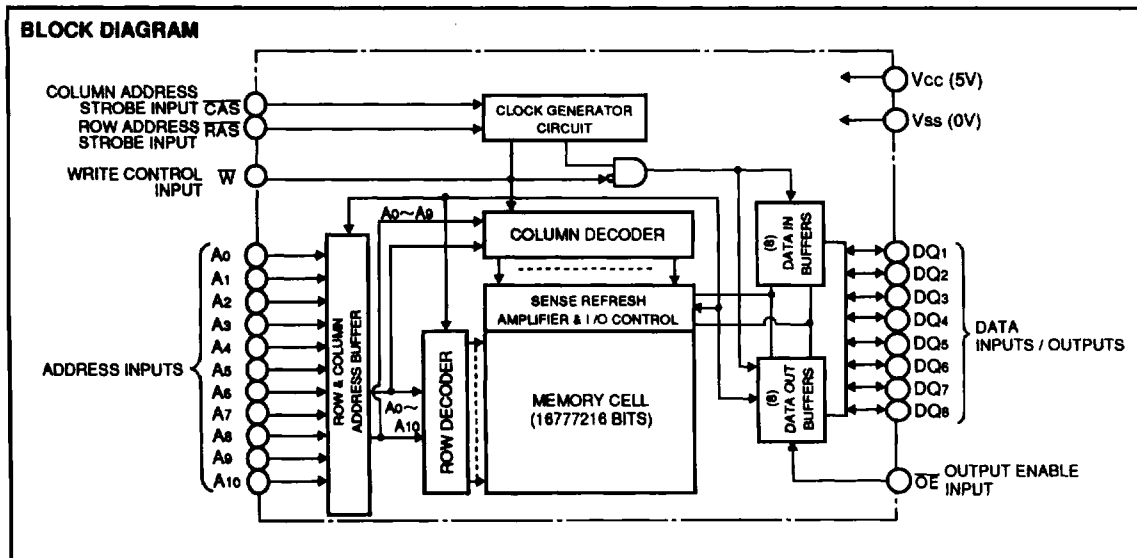 BLOCK DIAGRAM
COLUMN ADDRESS
STROBE INPUT C̅A̅S̅
ROW ADDRESS R̅A̅S̅
STROBE INPUT
WRITE CONTROL W̅
INPUT
ADDRESS INPUTS
A0
A1
A2
A3
A4
A5
A6
A7
A8
A9
A10
ROW & COLUMN
ADDRESS BUFFER
A0~A9
A0~
A10
ROW DECODER
CLOCK GENERATOR
CIRCUIT
COLUMN DECODER
SENSE REFRESH
AMPLIFIER & I/O CONTROL
MEMORY CELL
(16777216 BITS)
(8)
DATA IN
BUFFERS
(8)
DATA OUT
BUFFERS
VCC (5V)
VSS (0V)
DQ1
DQ2
DQ3
DQ4
DQ5
DQ6
DQ7
DQ8
DATA
INPUTS / OUTPUTS
O̅E̅ OUTPUT ENABLE
INPUT